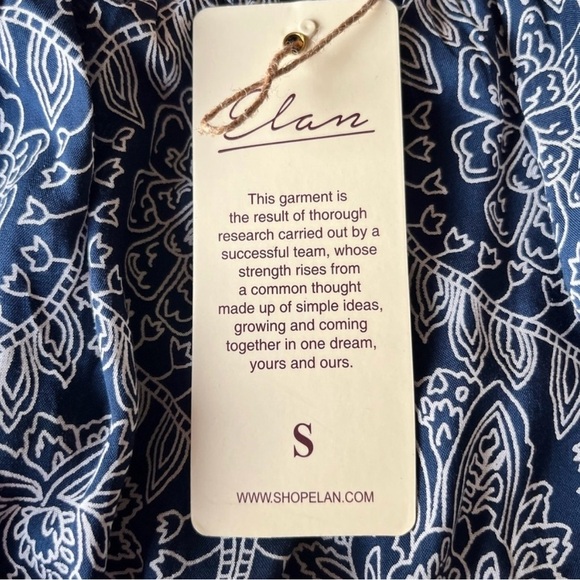 Elan
This garment is
the result of thorough
research carried out by a
successful team, whose
strength rises from
a common thought
made up of simple ideas,
growing and coming
together in one dream,
yours and ours.
S
WWW.SHOPELAN.COM